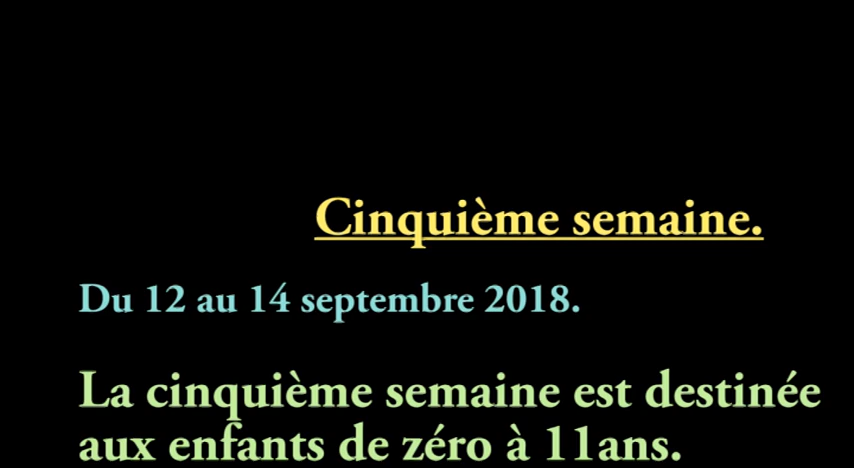 Cinquième semaine.
Du 12 au 14 septembre 2018.
La cinquième semaine est destinée
aux enfants de zéro à 11ans.